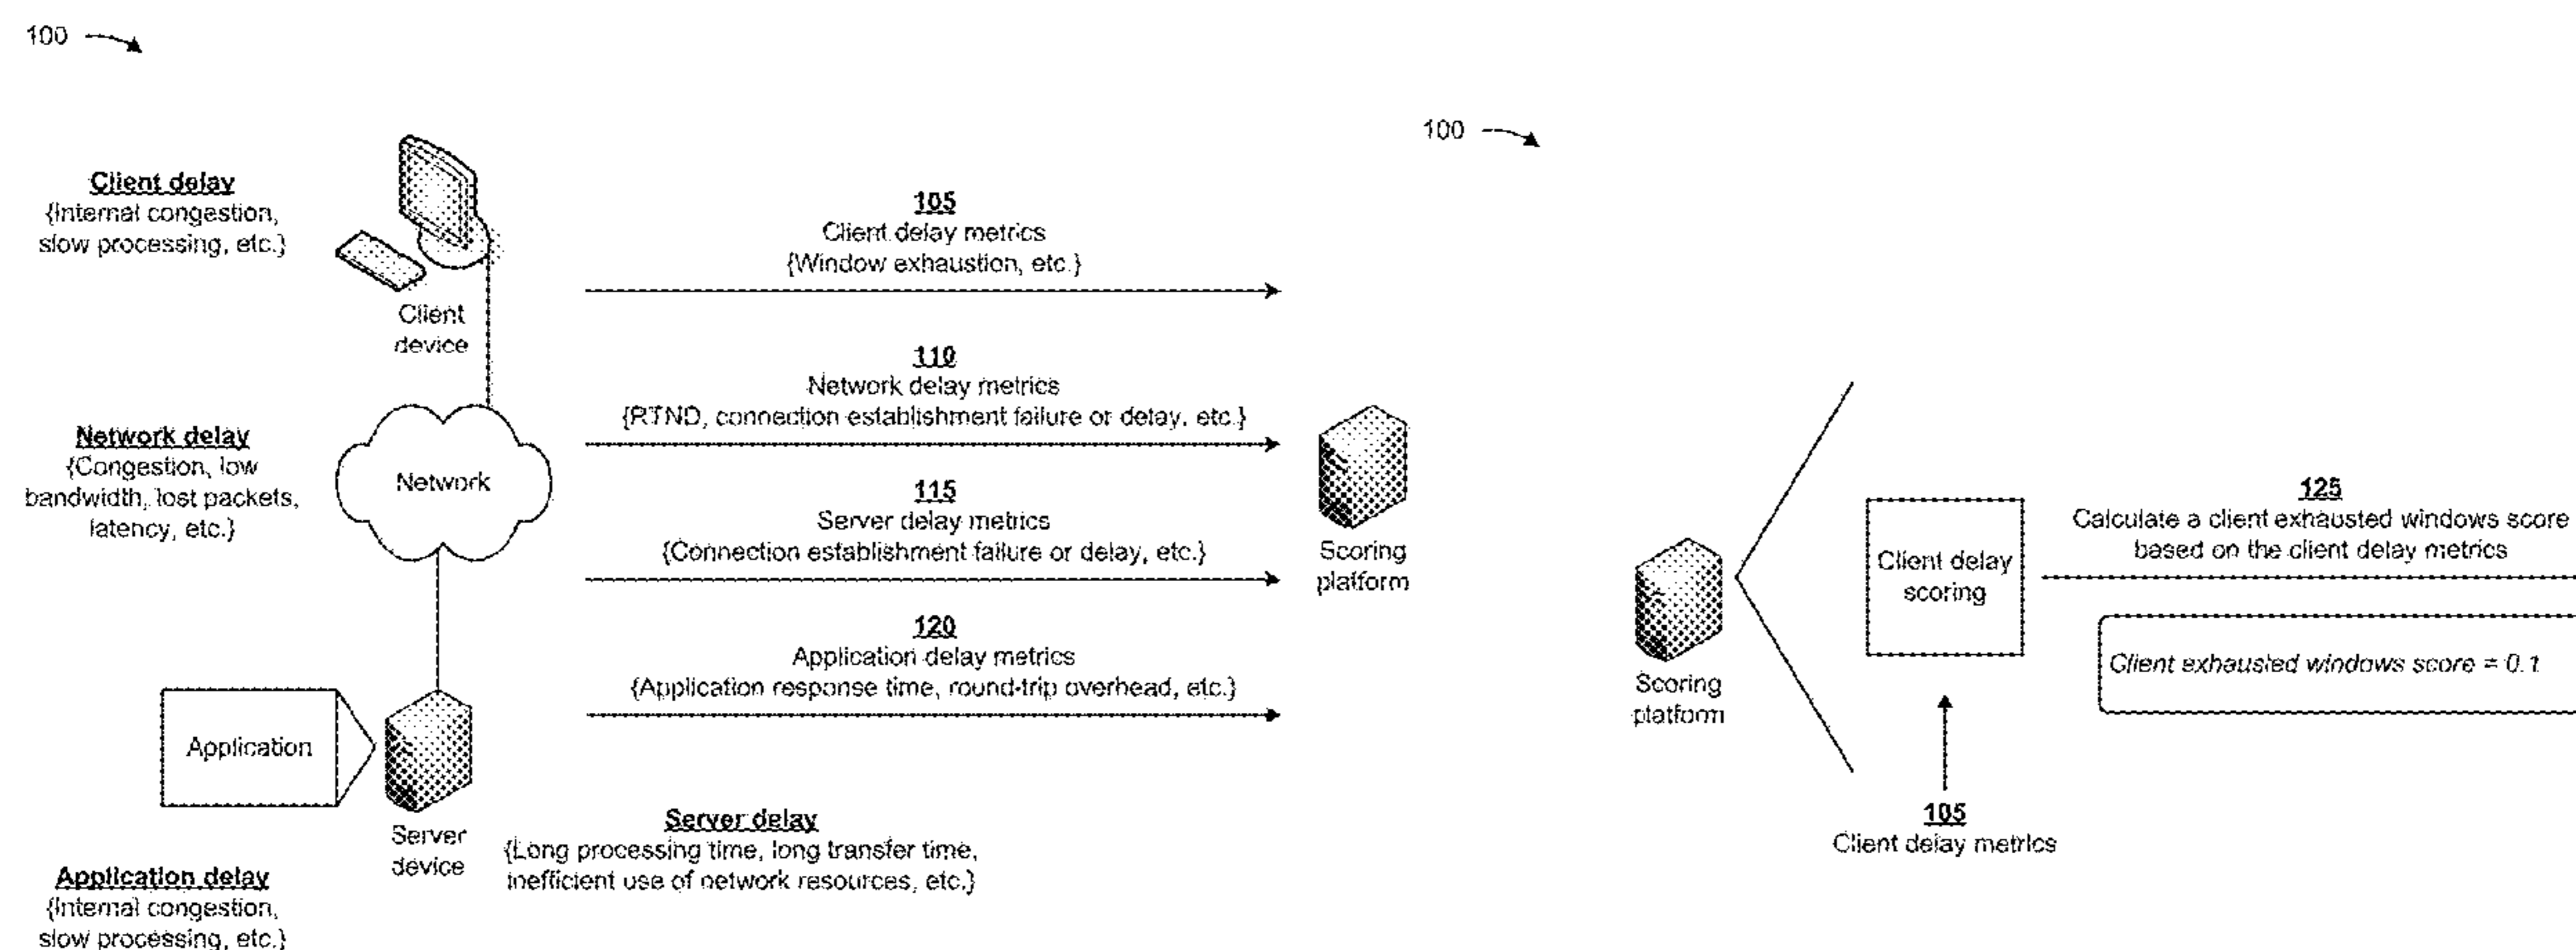 100
Client delay
{Internal congestion,
slow processing, etc.}
Client
device
105
Client delay metrics
{Window exhaustion, etc.}
110
Network delay metrics
{RTND, connection establishment failure or delay, etc.}
Network delay
{Congestion, low
bandwidth, lost packets,
latency, etc.}
Network
115
Server delay metrics
{Connection establishment failure or delay, etc.}
Scoring
platform
120
Application delay metrics
{Application response time, round-trip overhead, etc.}
Application
Server
device
Server delay
{Long processing time, long transfer time,
inefficient use of network resources, etc.}
Application delay
{Internal congestion,
slow processing, etc.}
100
Scoring
platform
Client delay
scoring
125
Calculate a client exhausted windows score
based on the client delay metrics
Client exhausted windows score = 0.1
105
Client delay metrics